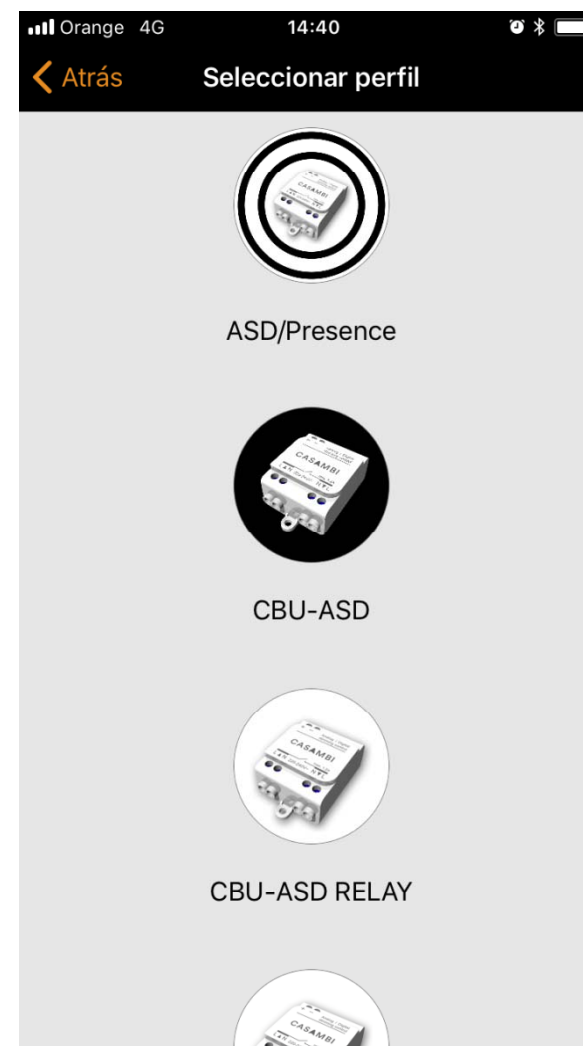 Orange 4G 14:40
Atrás Seleccionar perfil
CASAMBI
ASD/Presence
CASAMBI
CBU-ASD
CASAMBI
CBU-ASD RELAY
CASAMBI